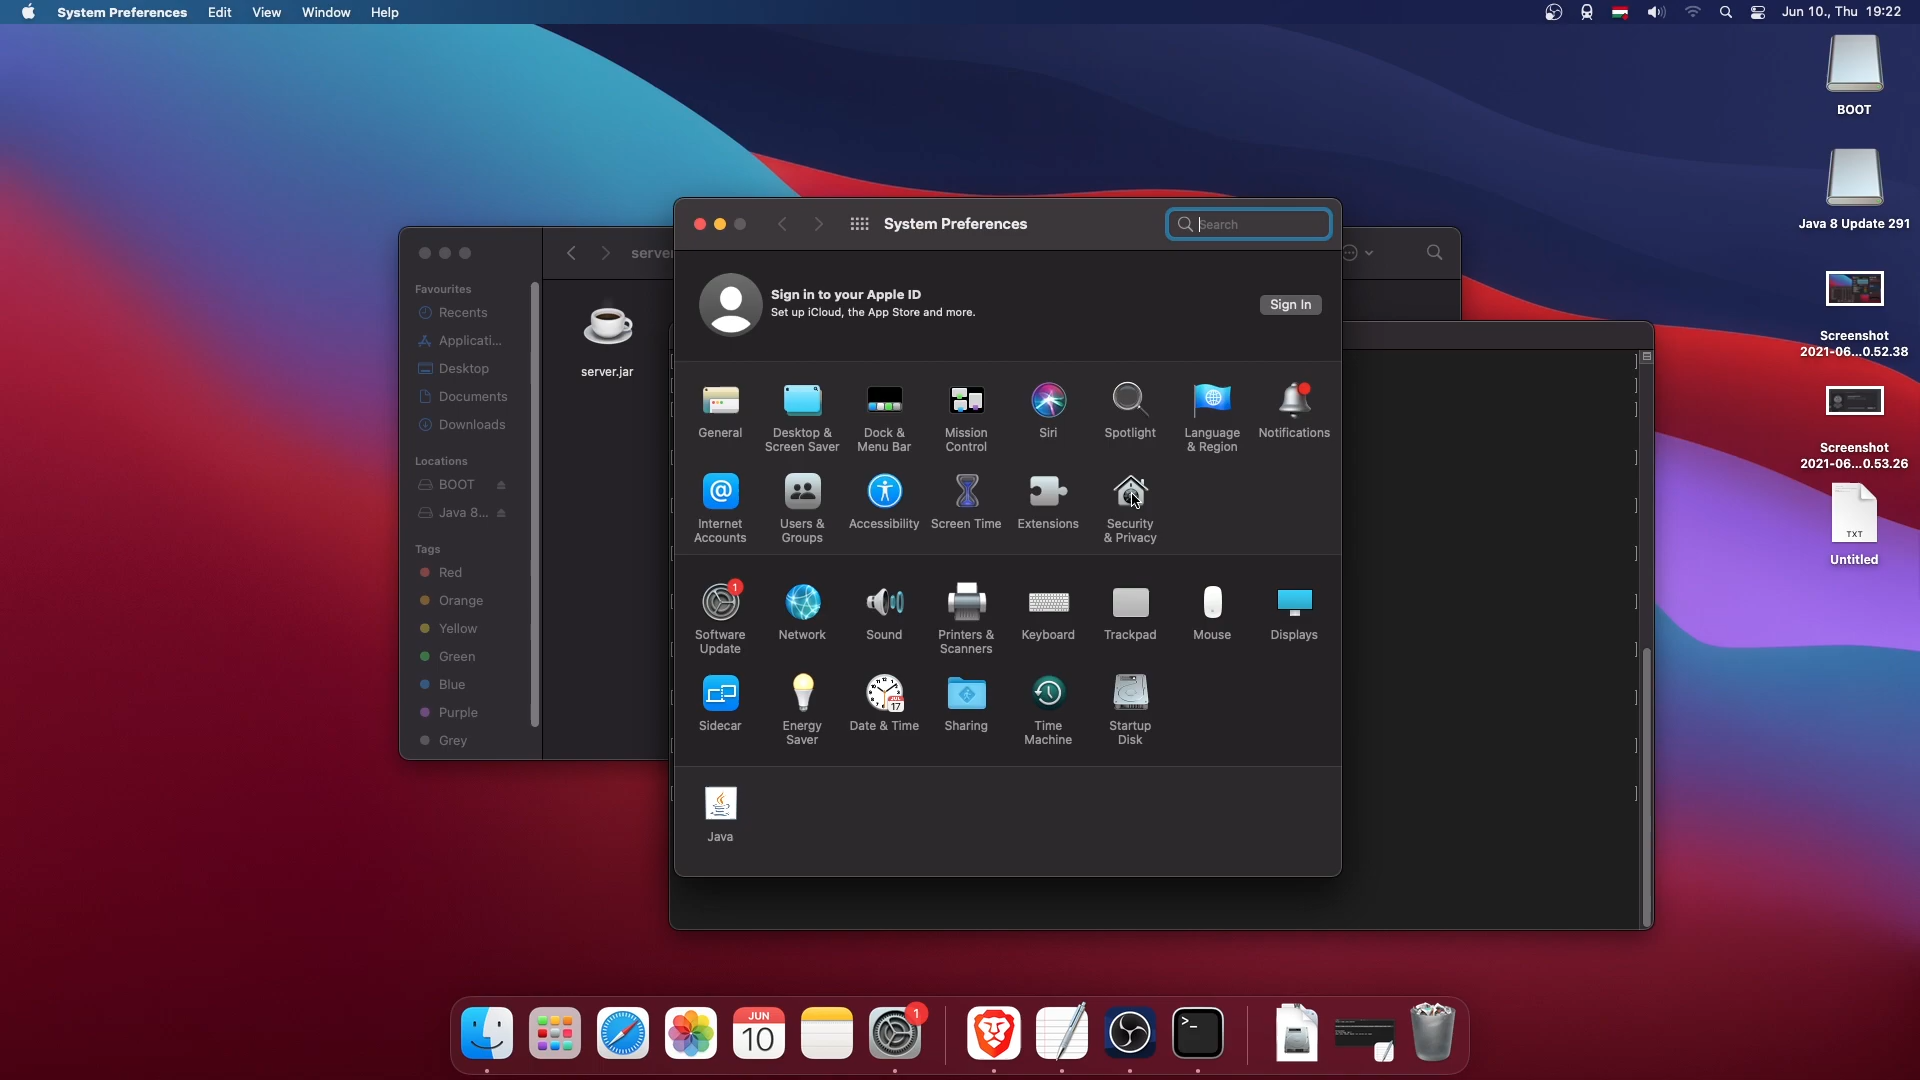 System Preferences Edit View Window Help
Jun 10., Thu 19:22
BOOT
Java 8 Update 291
Screenshot
2021-06...0.52.38
Screenshot
2021-06...0.53.26
TXT
Untitled
server
Favourites
Recents
Applicati...
Desktop
Documents
Downloads
Locations
BOOT
Java 8...
Tags
Red
Orange
Yellow
Green
Blue
Purple
Grey
server.jar
System Preferences
Search
Sign in to your Apple ID
Set up iCloud, the App Store and more.
Sign In
General
Desktop &
Screen Saver
Dock &
Menu Bar
Mission
Control
Siri
Spotlight
Language
& Region
Notifications
Internet
Accounts
Users &
Groups
Accessibility
Screen Time
Extensions
Security
& Privacy
1
Software
Update
Network
Sound
Printers &
Scanners
Keyboard
Trackpad
Mouse
Displays
Sidecar
Energy
Saver
JUL
17
Date & Time
Sharing
Time
Machine
Startup
Disk
Java
JUN
10
1